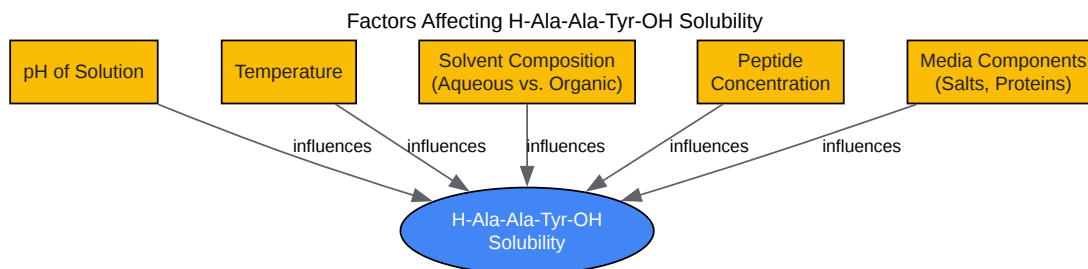 Factors Affecting H-Ala-Ala-Tyr-OH Solubility
pH of Solution
Temperature
Solvent Composition
(Aqueous vs. Organic)
Peptide
Concentration
Media Components
(Salts, Proteins)
influences
influences
influences
influences
influences
H-Ala-Ala-Tyr-OH
Solubility